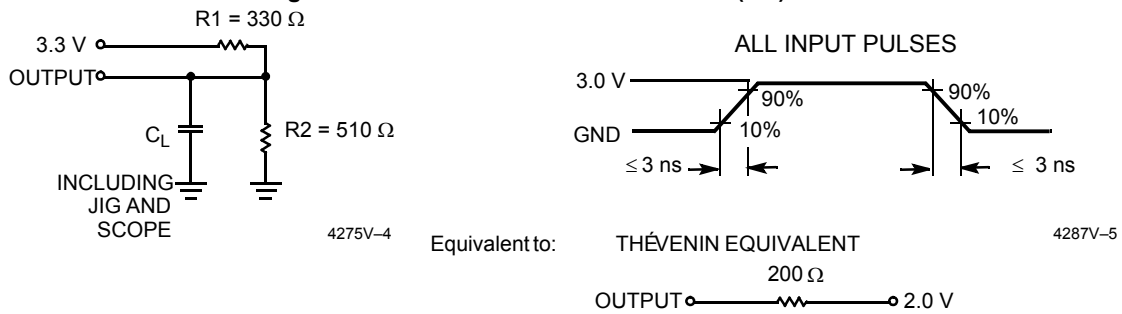 R1 = 330 Ω
3.3 V
OUTPUT
CL
R2 = 510 Ω
INCLUDING
JIG AND
SCOPE
4275V–4
ALL INPUT PULSES
3.0 V
90%
90%
10%
10%
GND
≤ 3 ns
≤ 3 ns
4287V–5
Equivalent to:
THÉVENIN EQUIVALENT
200 Ω
OUTPUT
2.0 V